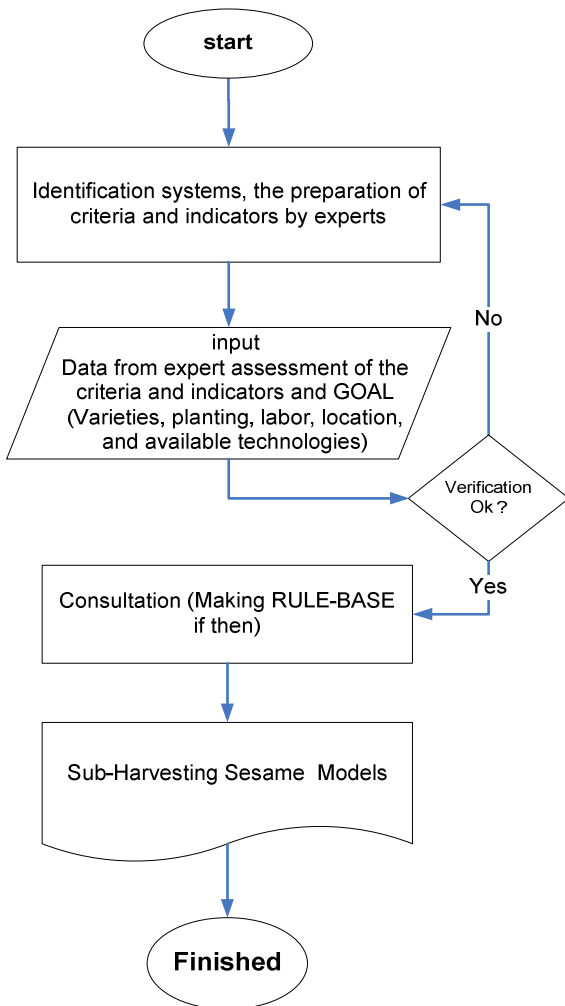 start
Identification systems, the preparation of
criteria and indicators by experts
input
Data from expert assessment of the
criteria and indicators and GOAL
(Varieties, planting, labor, location,
and available technologies)
No
Verification
Ok ?
Yes
Consultation (Making RULE-BASE
if then)
Sub-Harvesting Sesame Models
Finished